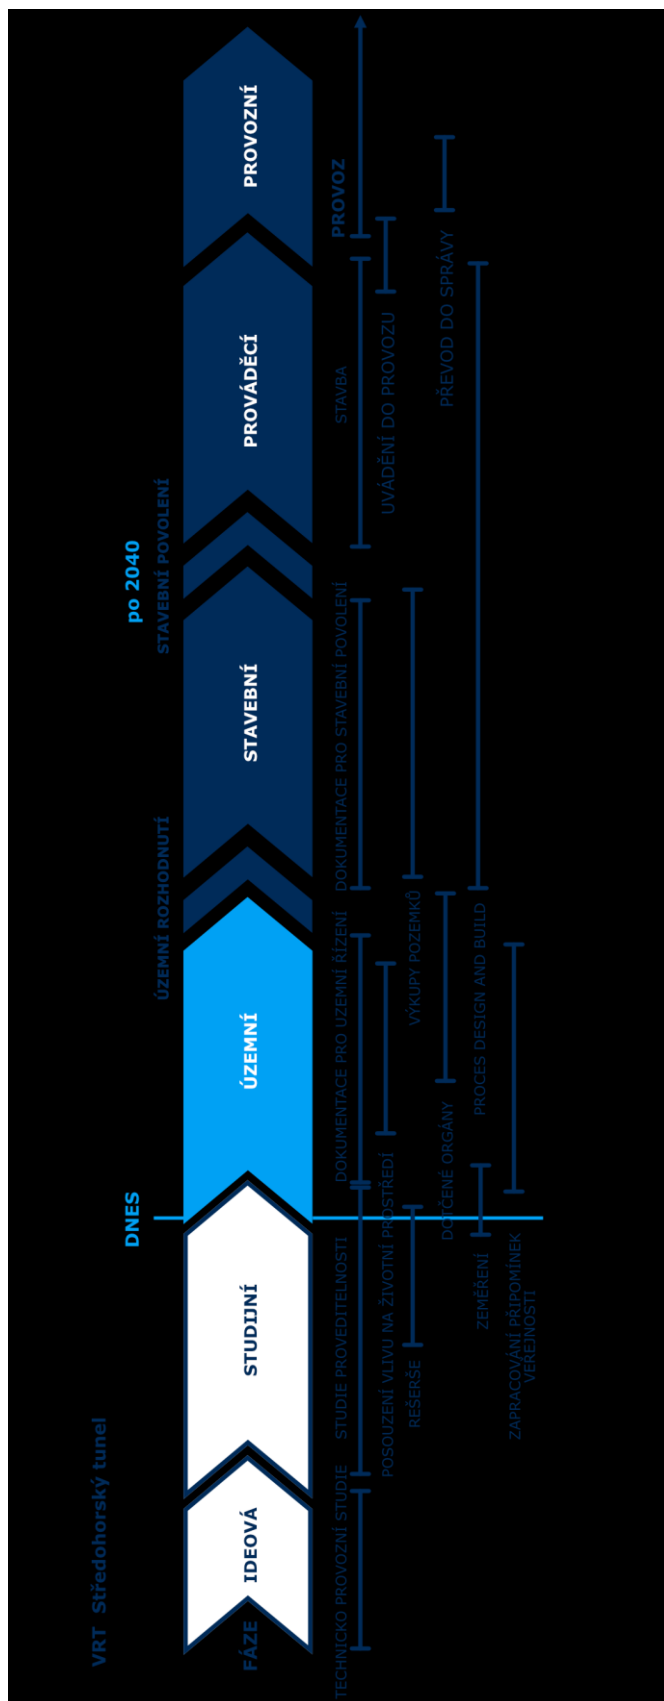 VRT Středohorský tunel
DNES
po 2040
ÚZEMNÍ ROZHODNUTÍ
STAVEBNÍ POVOLENÍ
FÁZE
IDEOVÁ
STUDIJNÍ
ÚZEMNÍ
STAVEBNÍ
PROVÁDĚCÍ
PROVOZNÍ
TECHNICKO PROVOZNÍ STUDIE
STUDIE PROVEDITELNOSTI
DOKUMENTACE PRO UZEMNÍ ŘÍZENÍ
DOKUMENTACE PRO STAVEBNÍ POVOLENÍ
STAVBA
PROVOZ
POSOUZENÍ VLIVU NA ŽIVOTNÍ PROSTŘEDÍ
UVÁDĚNÍ DO PROVOZU
REŠERŠE
VÝKUPY POZEMKŮ
DOTČENÉ ORGÁNY
PŘEVOD DO SPRÁVY
ZEMĚŘENÍ
PROCES DESIGN AND BUILD
ZAPRACOVÁNÍ PŘIPOMÍNEK
VEŘEJNOSTI